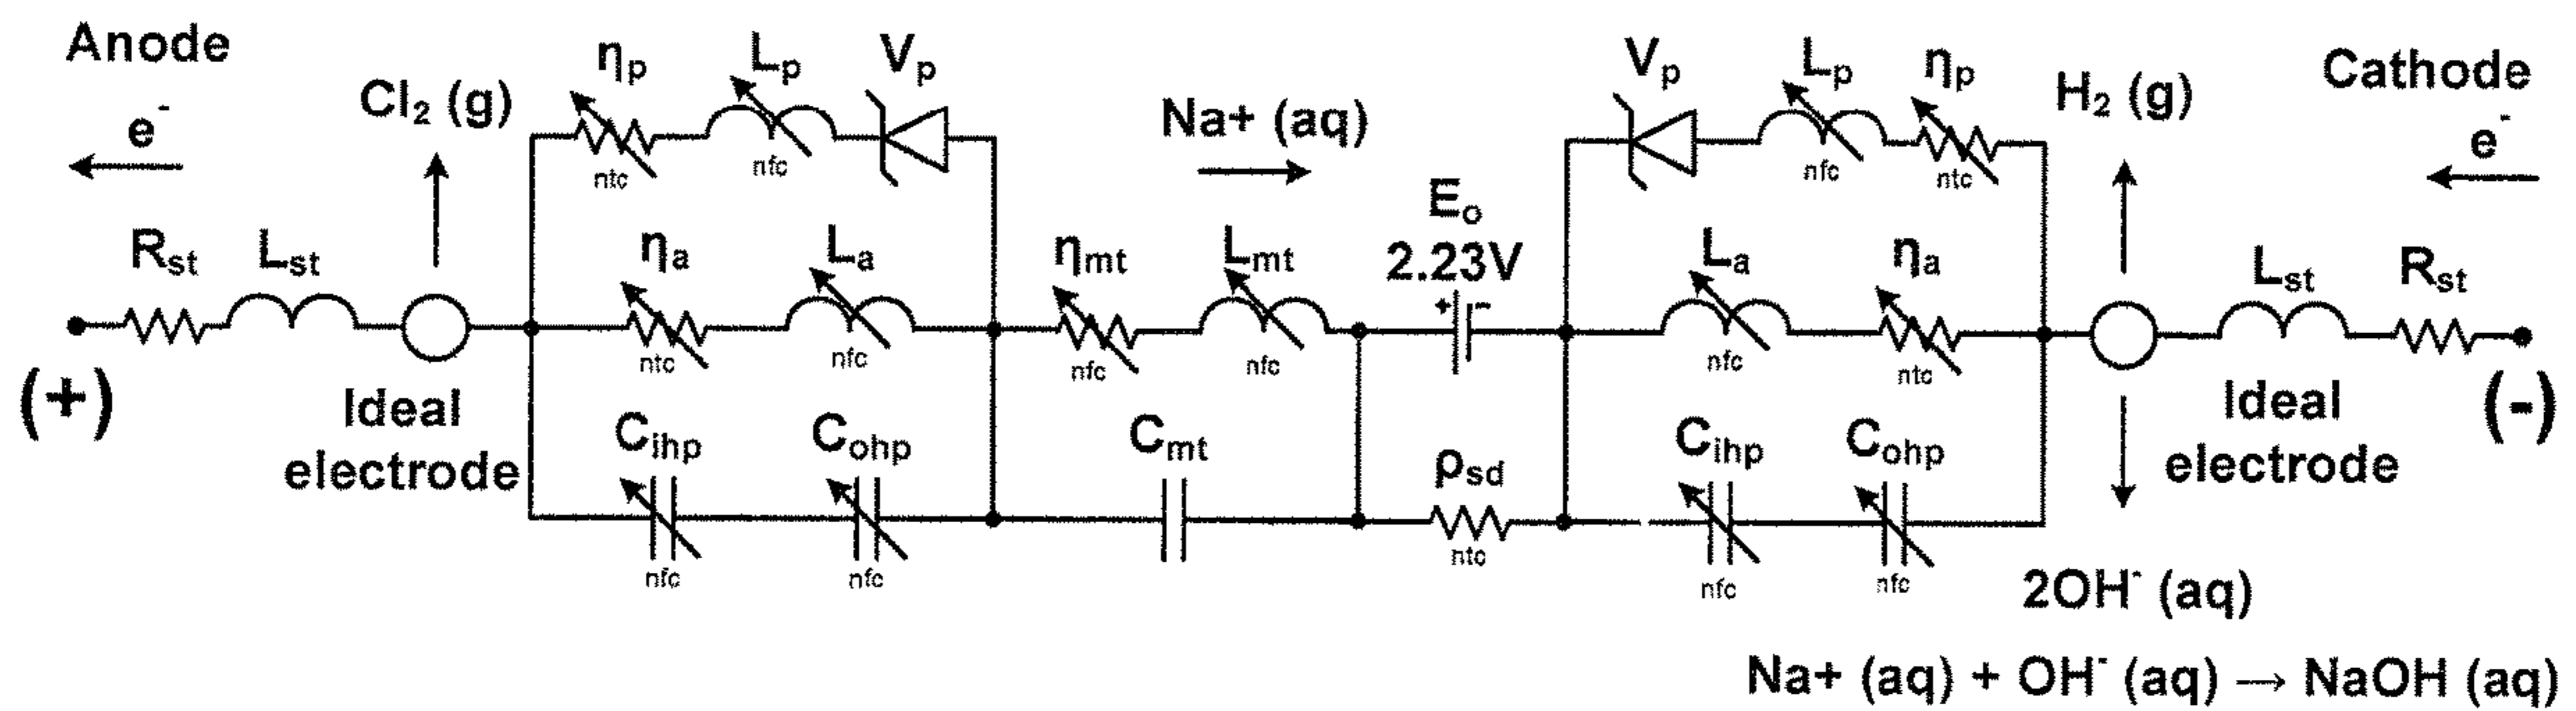 Anode
e⁻
Cl₂ (g)
ηₚ
Lₚ
Vₚ
ntc
nfc
Na+ (aq)
Vₚ
Lₚ
ηₚ
nfc
ntc
H₂ (g)
Cathode
e⁻
Rst
Lst
ηa
La
ntc
nfc
ηmt
Lmt
nfc
nfc
Eo
2.23V
+ -
La
ηa
nfc
ntc
Lst
Rst
(+)
Ideal
electrode
Cihp
Cohp
nfc
nfc
Cmt
ρsd
ntc
Cihp
Cohp
nfc
nfc
Ideal
electrode
(-)
2OH⁻ (aq)
Na+ (aq) + OH⁻ (aq) → NaOH (aq)